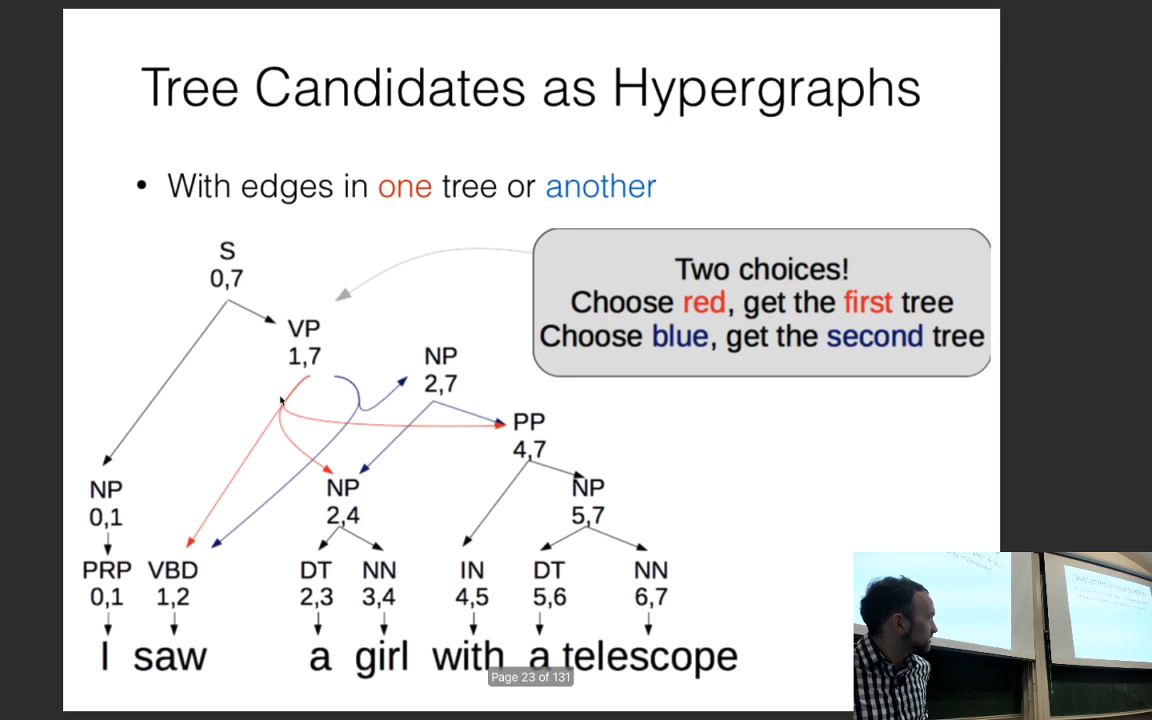 Tree Candidates as Hypergraphs
• With edges in one tree or another
Two choices!
Choose red, get the first tree
Choose blue, get the second tree
S
0,7
VP
1,7
NP
2,7
PP
4,7
NP
0,1
NP
2,4
NP
5,7
PRP VBD DT NN IN DT NN
0,1 1,2 2,3 3,4 4,5 5,6 6,7
I saw a girl with a telescope
Page 23 of 131